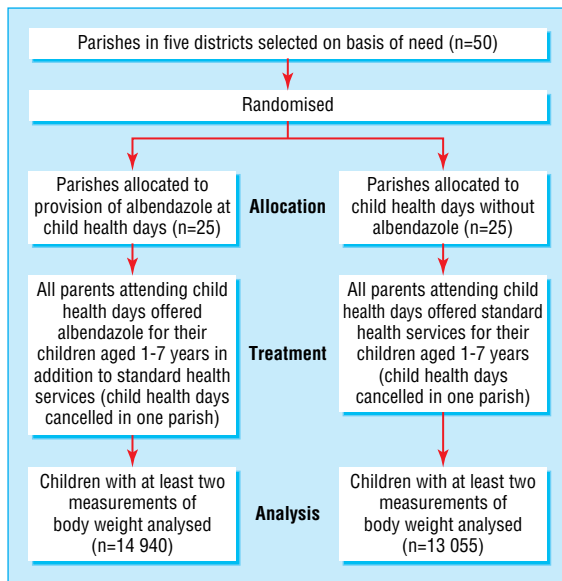 Parishes in five districts selected on basis of need (n=50)
Randomised
Parishes allocated to
provision of albendazole at
child health days (n=25)
Allocation
Parishes allocated to
child health days without
albendazole (n=25)
All parents attending child
health days offered
albendazole for their
children aged 1-7 years in
addition to standard health
services (child health days
cancelled in one parish)
Treatment
All parents attending child
health days offered standard
health services for their
children aged 1-7 years
(child health days
cancelled in one parish)
Children with at least two
measurements of
body weight analysed
(n=14 940)
Analysis
Children with at least two
measurements of
body weight analysed
(n=13 055)